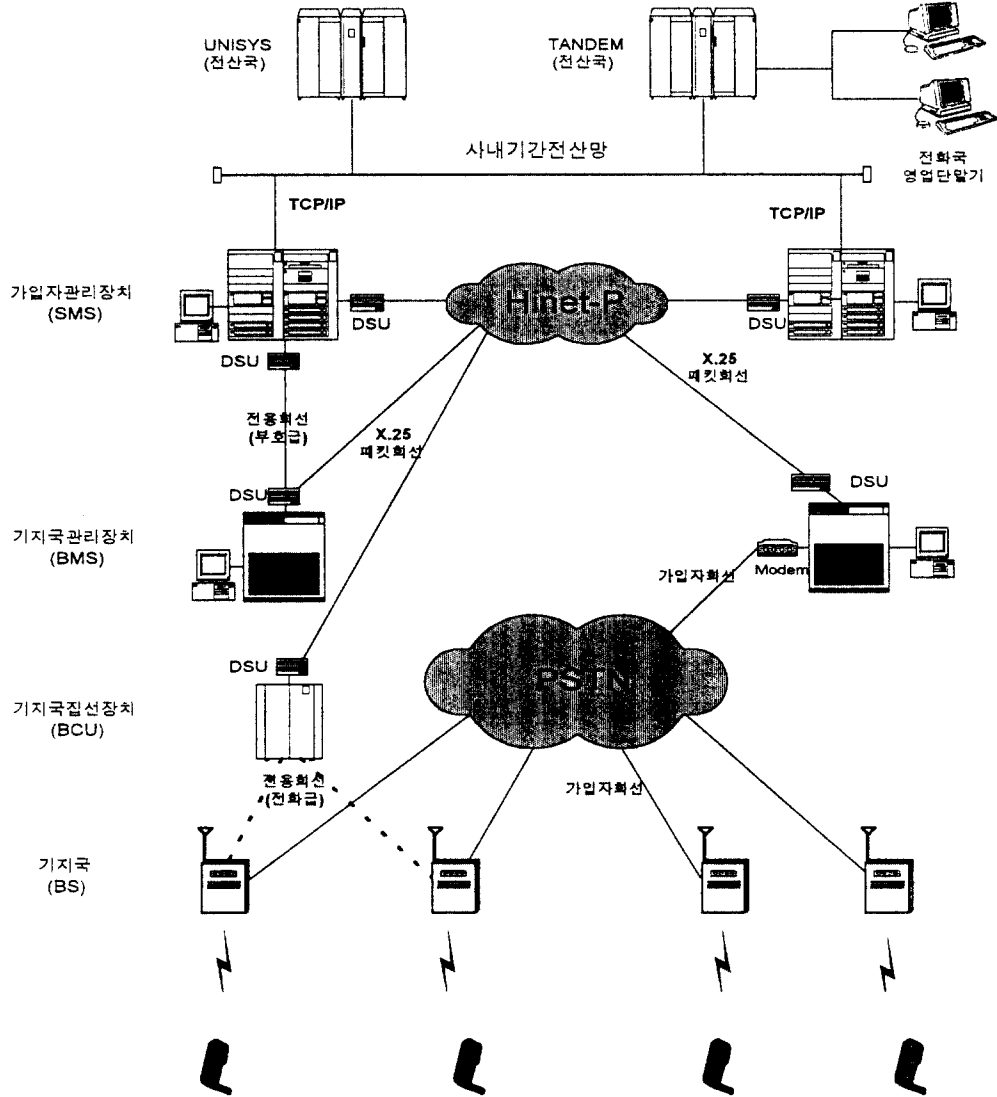 UNISYS
(전산국)
TANDEM
(전산국)
사내기간전산망
전화국
영업단말기
TCP/IP
TCP/IP
가입자관리장치
(SMS)
DSU
Hinet-P
DSU
DSU
X.25
패킷회선
전용회선
(부호급)
X.25
패킷회선
DSU
DSU
기지국관리장치
(BMS)
Modem
가입자회선
DSU
PSTN
기지국집선장치
(BCU)
전용회선
(전화급)
가입자회선
기지국
(BS)